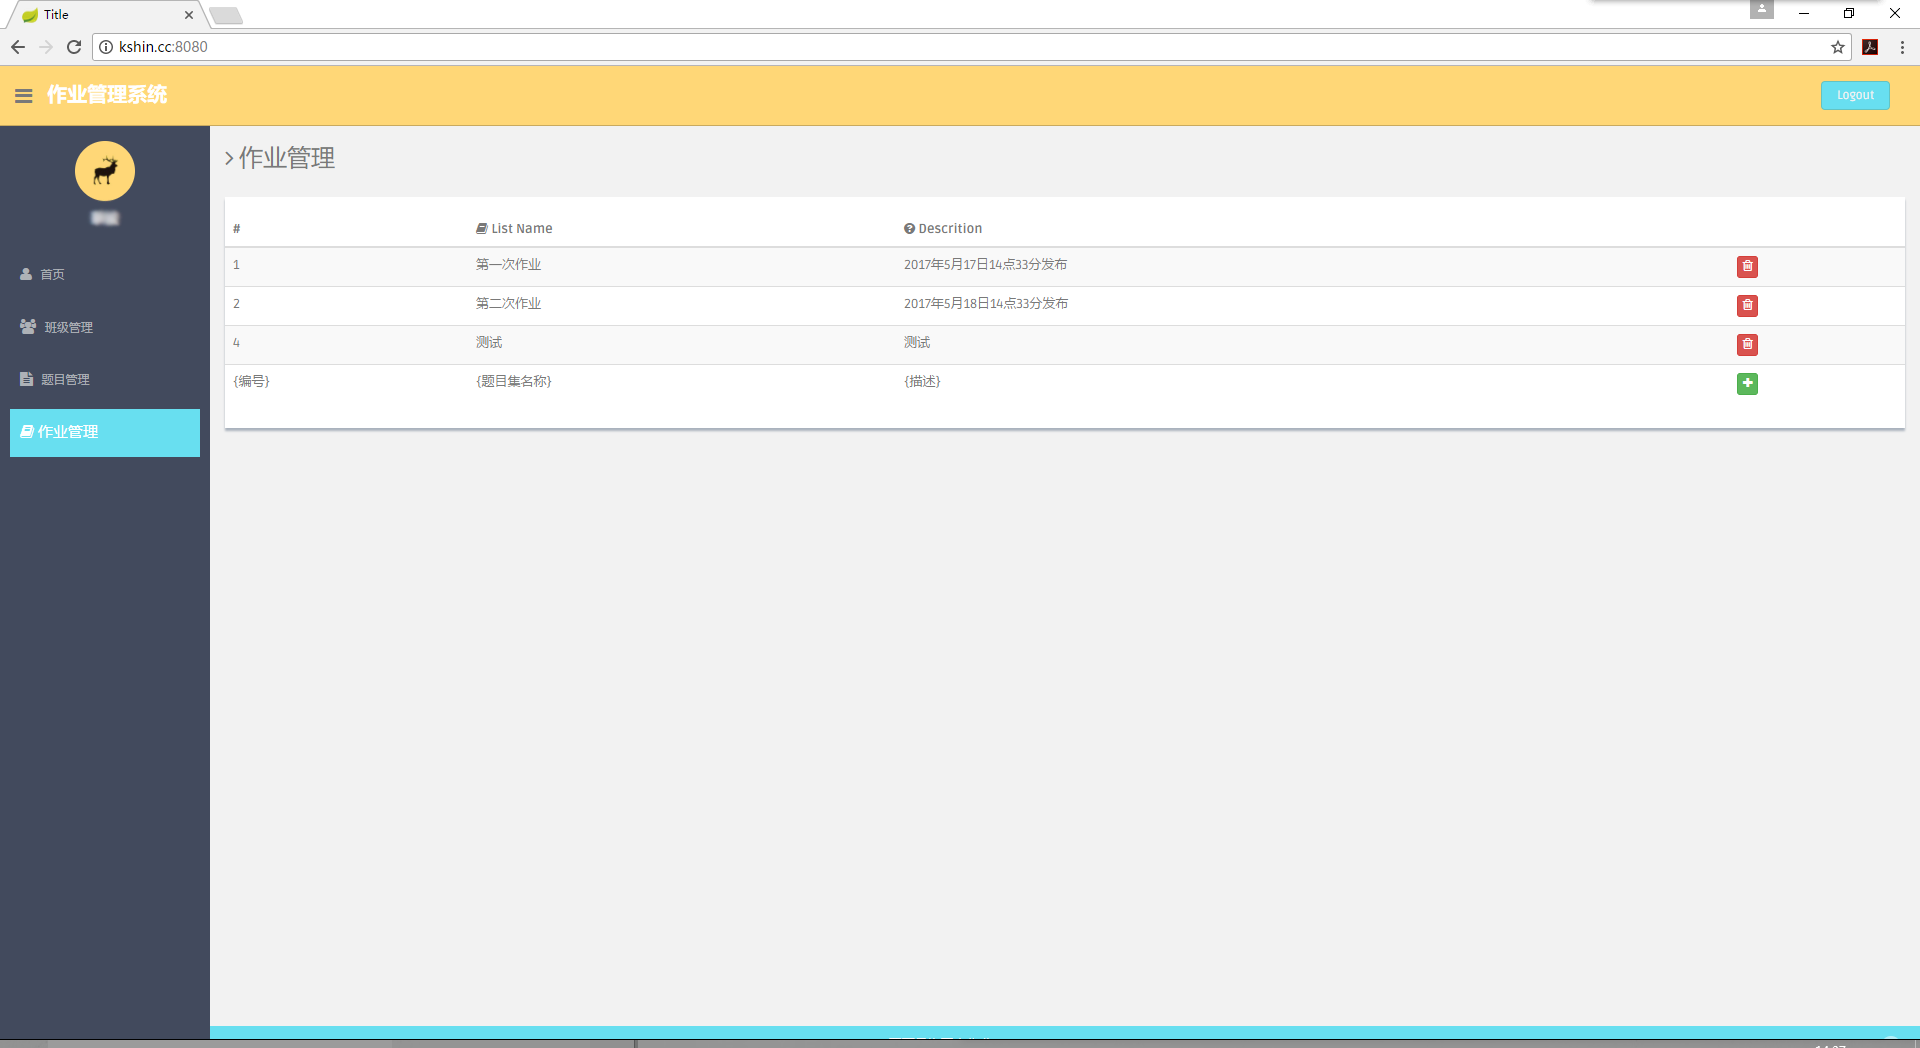 Title
kshin.cc:8080
作业管理系统
Logout
作业管理
# List Name Descrition
1 第一次作业 2017年5月17日14点33分发布
2 第二次作业 2017年5月18日14点33分发布
4 测试 测试
{编号} {题目集名称} {描述}
首页
班级管理
题目管理
作业管理